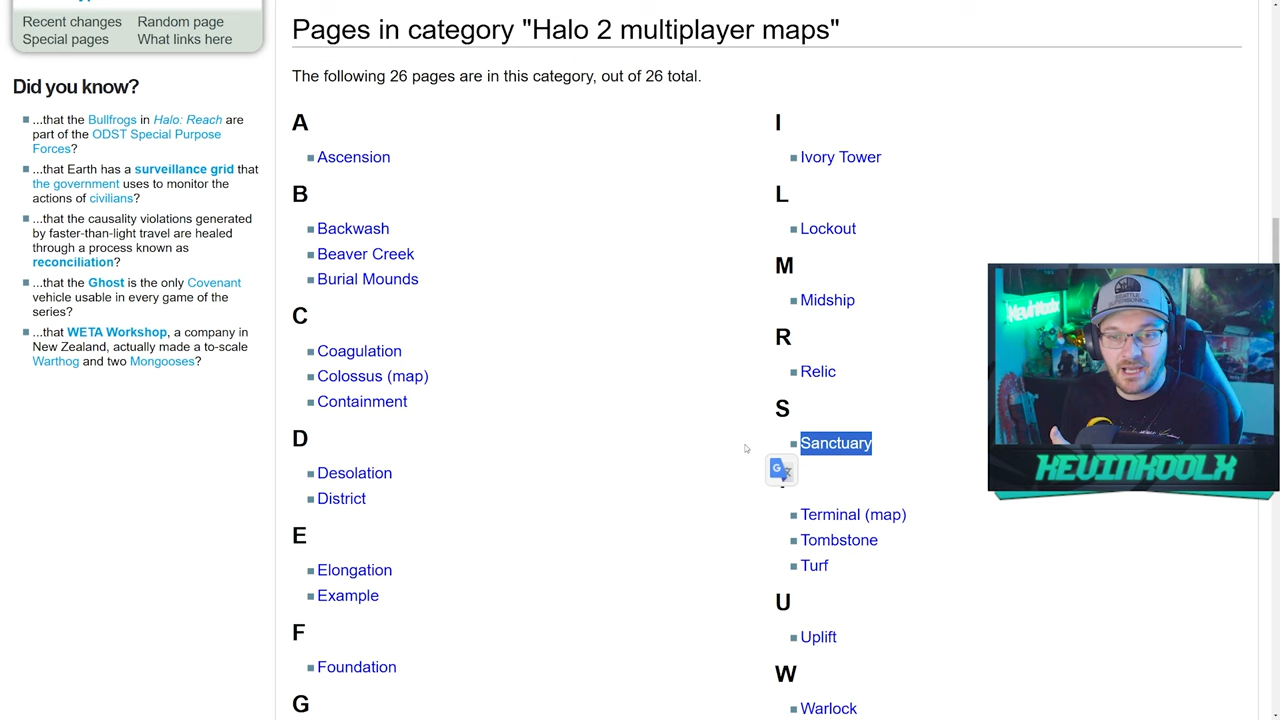 Recent changes
Random page
Special pages
What links here
Did you know?
...that the Bullfrogs in Halo: Reach are
part of the ODST Special Purpose
Forces?
...that Earth has a surveillance grid that
the government uses to monitor the
actions of civilians?
...that the causality violations generated
by faster-than-light travel are healed
through a process known as
reconciliation?
...that the Ghost is the only Covenant
vehicle usable in every game of the
series?
...that WETA Workshop, a company in
New Zealand, actually made a to-scale
Warthog and two Mongooses?
Pages in category "Halo 2 multiplayer maps"
The following 26 pages are in this category, out of 26 total.
A
Ascension
B
Backwash
Beaver Creek
Burial Mounds
C
Coagulation
Colossus (map)
Containment
D
Desolation
District
E
Elongation
Example
F
Foundation
G
I
Ivory Tower
L
Lockout
M
Midship
R
Relic
S
Sanctuary
G
Terminal (map)
Tombstone
Turf
U
Uplift
W
Warlock
KevinKoolx
SEATTLE
SUPERSONICS
KEVINKOOLX